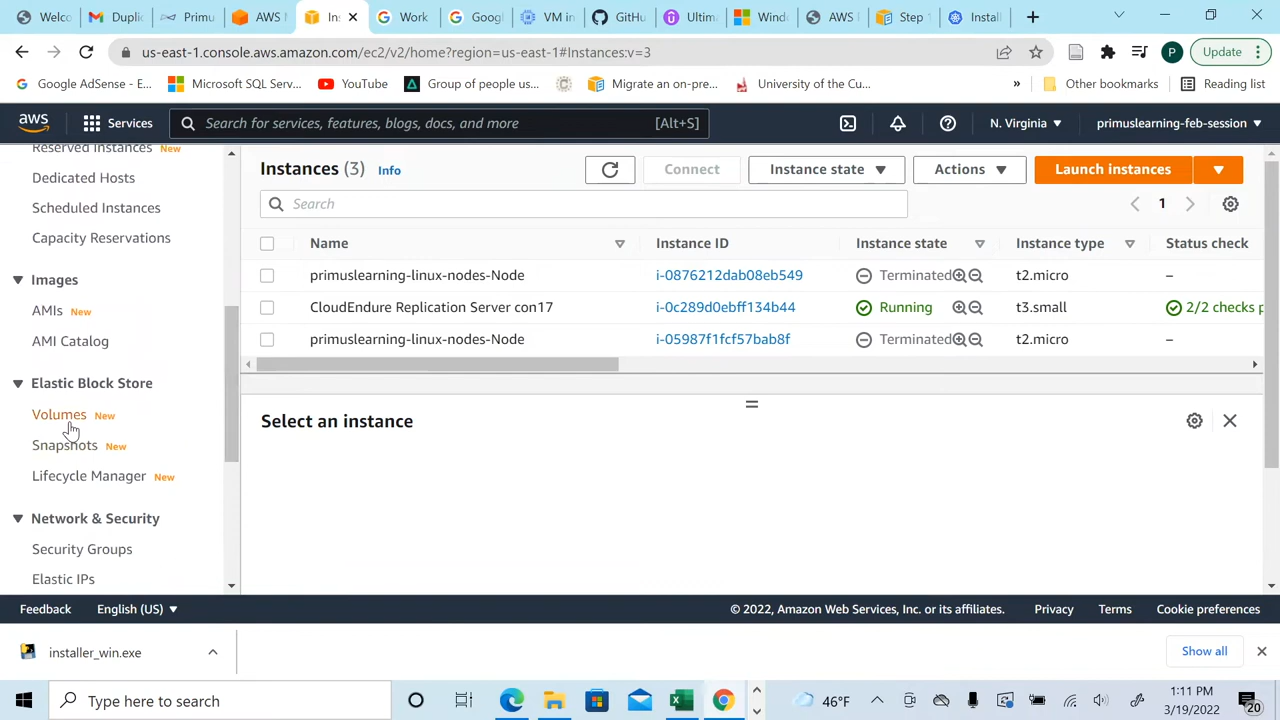 Welco
Duplic
Primu
AWS M
Ins
Work
Googl
VM in
GitHu
Ultim
Wind
AWS I
Step 
Install
us-east-1.console.aws.amazon.com/ec2/v2/home?region=us-east-1#Instances:v=3
P
Update
Google AdSense - E...
Microsoft SQL Serv...
YouTube
Group of people us...
Migrate an on-pre...
University of the Cu...
»
Other bookmarks
Reading list
aws
Services
Search for services, features, blogs, docs, and more
[Alt+S]
N. Virginia
primuslearning-feb-session
Reserved Instances New
Dedicated Hosts
Scheduled Instances
Capacity Reservations
Images
AMIs New
AMI Catalog
Elastic Block Store
Volumes New
Snapshots New
Lifecycle Manager New
Network & Security
Security Groups
Elastic IPs
Instances (3) Info
Connect
Instance state
Actions
Launch instances
Search
1
Name Instance ID Instance state Instance type Status check
primuslearning-linux-nodes-Node i-0876212dab08eb549 Terminated t2.micro –
CloudEndure Replication Server con17 i-0c289d0ebff134b44 Running t3.small 2/2 checks p
primuslearning-linux-nodes-Node i-05987f1fcf57bab8f Terminated t2.micro –
Select an instance
Feedback English (US) © 2022, Amazon Web Services, Inc. or its affiliates. Privacy Terms Cookie preferences
installer_win.exe
Show all
Type here to search
46°F
1:11 PM
3/19/2022
20